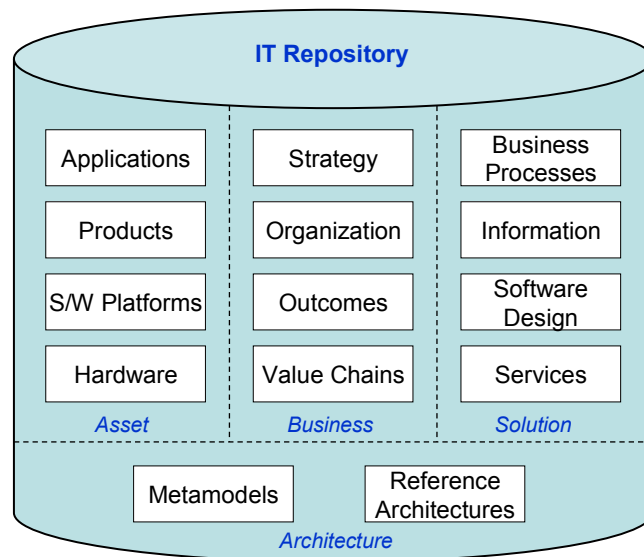 IT Repository
Applications
Products
S/W Platforms
Hardware
Asset
Strategy
Organization
Outcomes
Value Chains
Business
Business
Processes
Information
Software
Design
Services
Solution
Metamodels
Reference
Architectures
Architecture